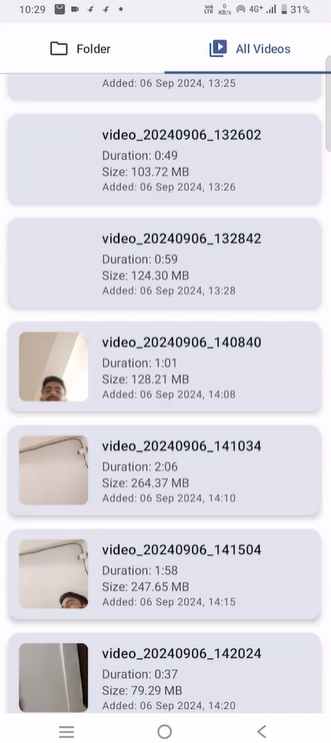 10:29
Vo)) LTE 0 KB/s 4G+ 31%
Folder
All Videos
Added: 06 Sep 2024, 13:25
video_20240906_132602
Duration: 0:49
Size: 103.72 MB
Added: 06 Sep 2024, 13:26
video_20240906_132842
Duration: 0:59
Size: 124.30 MB
Added: 06 Sep 2024, 13:28
video_20240906_140840
Duration: 1:01
Size: 128.21 MB
Added: 06 Sep 2024, 14:08
video_20240906_141034
Duration: 2:06
Size: 264.37 MB
Added: 06 Sep 2024, 14:10
video_20240906_141504
Duration: 1:58
Size: 247.65 MB
Added: 06 Sep 2024, 14:15
video_20240906_142024
Duration: 0:37
Size: 79.29 MB
Added: 06 Sep 2024, 14:20